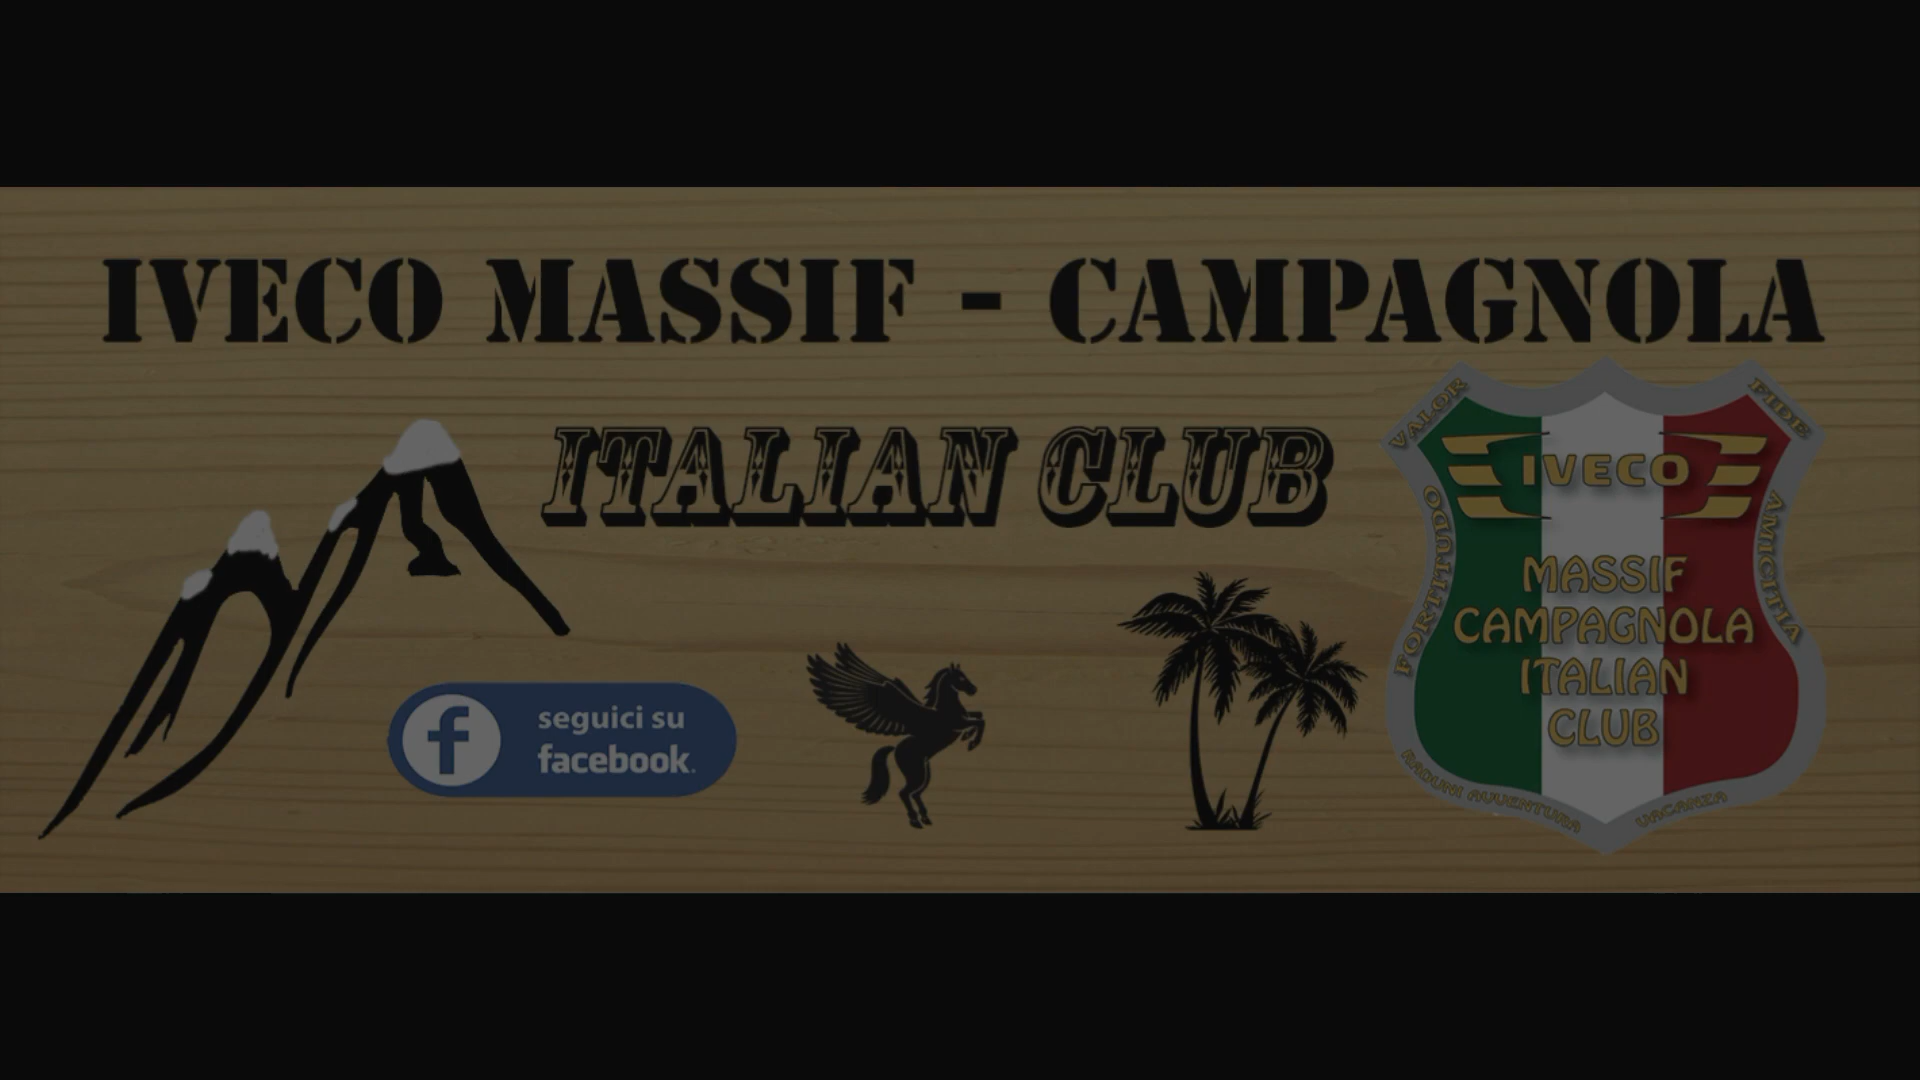 IVECO MASSIF - CAMPAGNOLA
ITALIAN CLUB
seguici su
facebook.
VALOR
FIDE
FORTITUDO
AMICITIA
IVECO
MASSIF
CAMPAGNOLA
ITALIAN
CLUB
RADUNI AVVENTURA
VACANZA